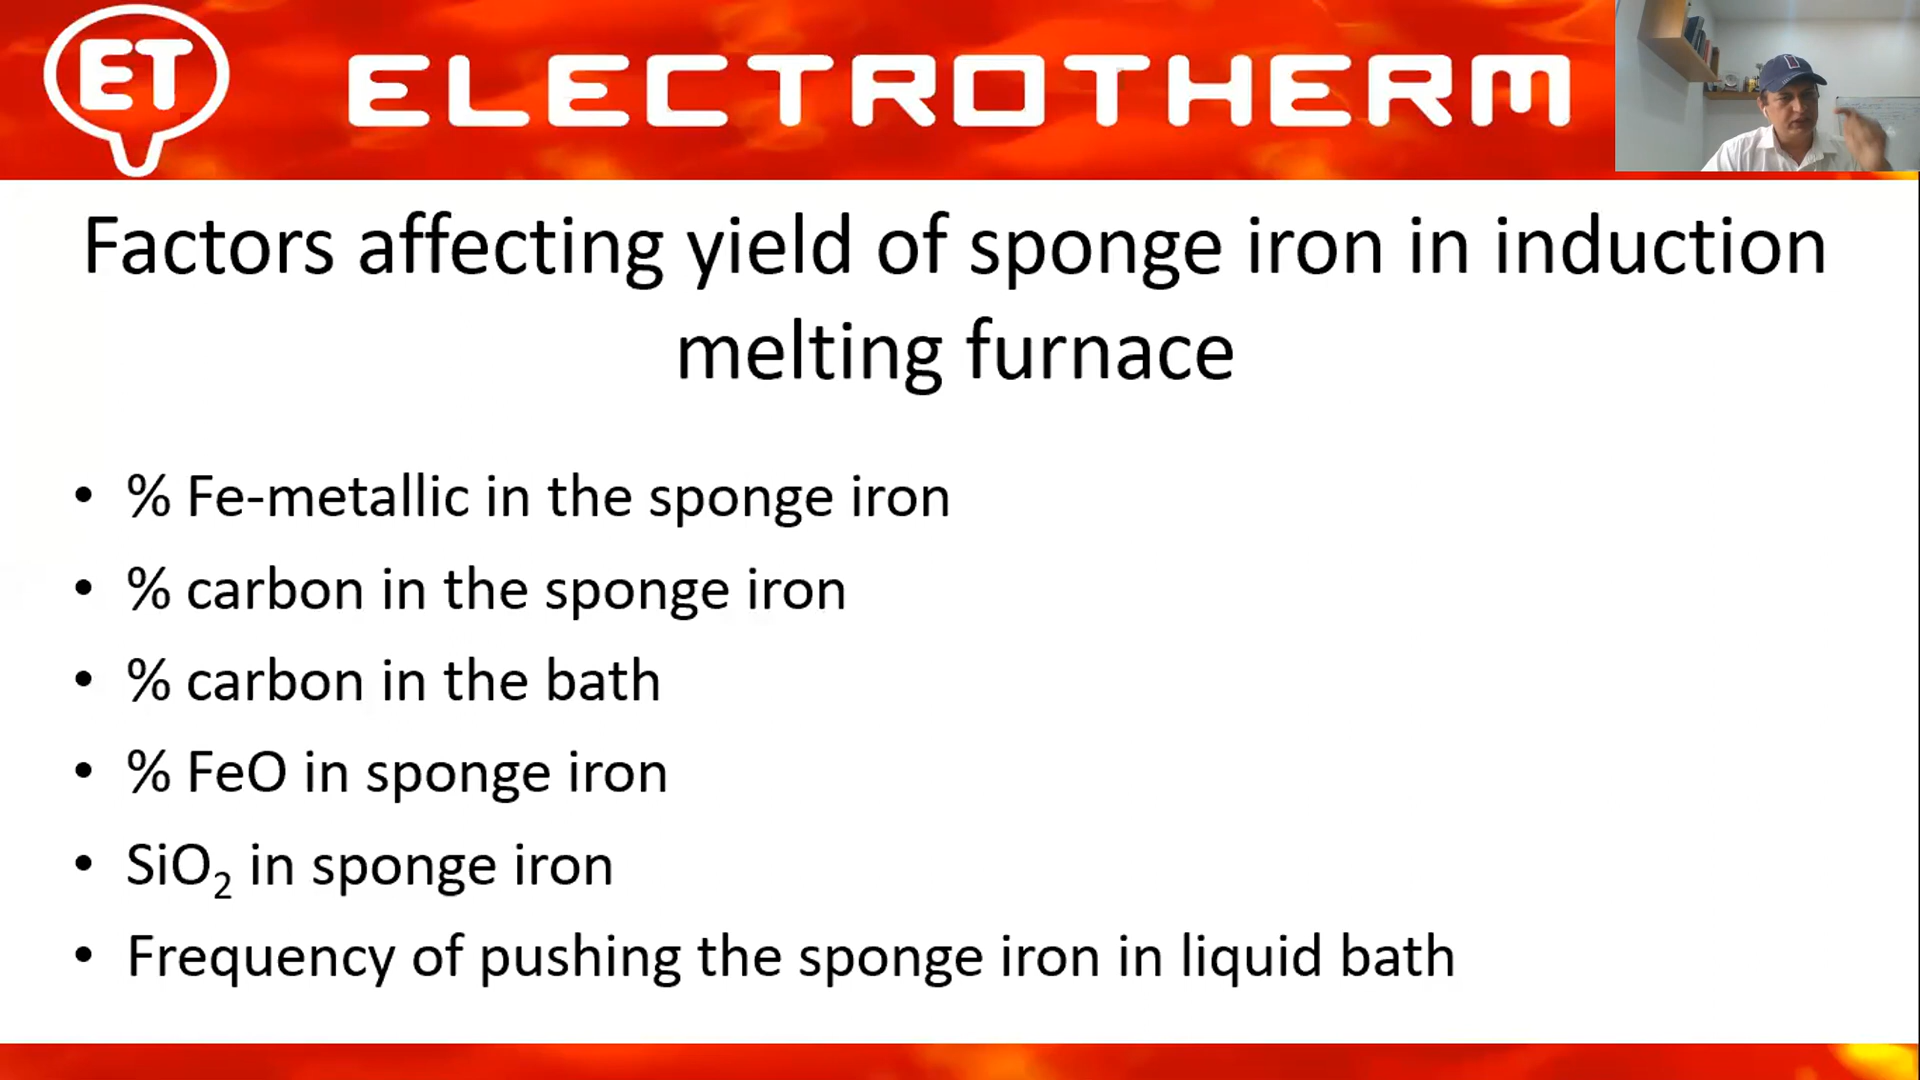 ET ELECTROTHERM
Factors affecting yield of sponge iron in induction
melting furnace
• % Fe-metallic in the sponge iron
• % carbon in the sponge iron
• % carbon in the bath
• % FeO in sponge iron
• SiO₂ in sponge iron
• Frequency of pushing the sponge iron in liquid bath